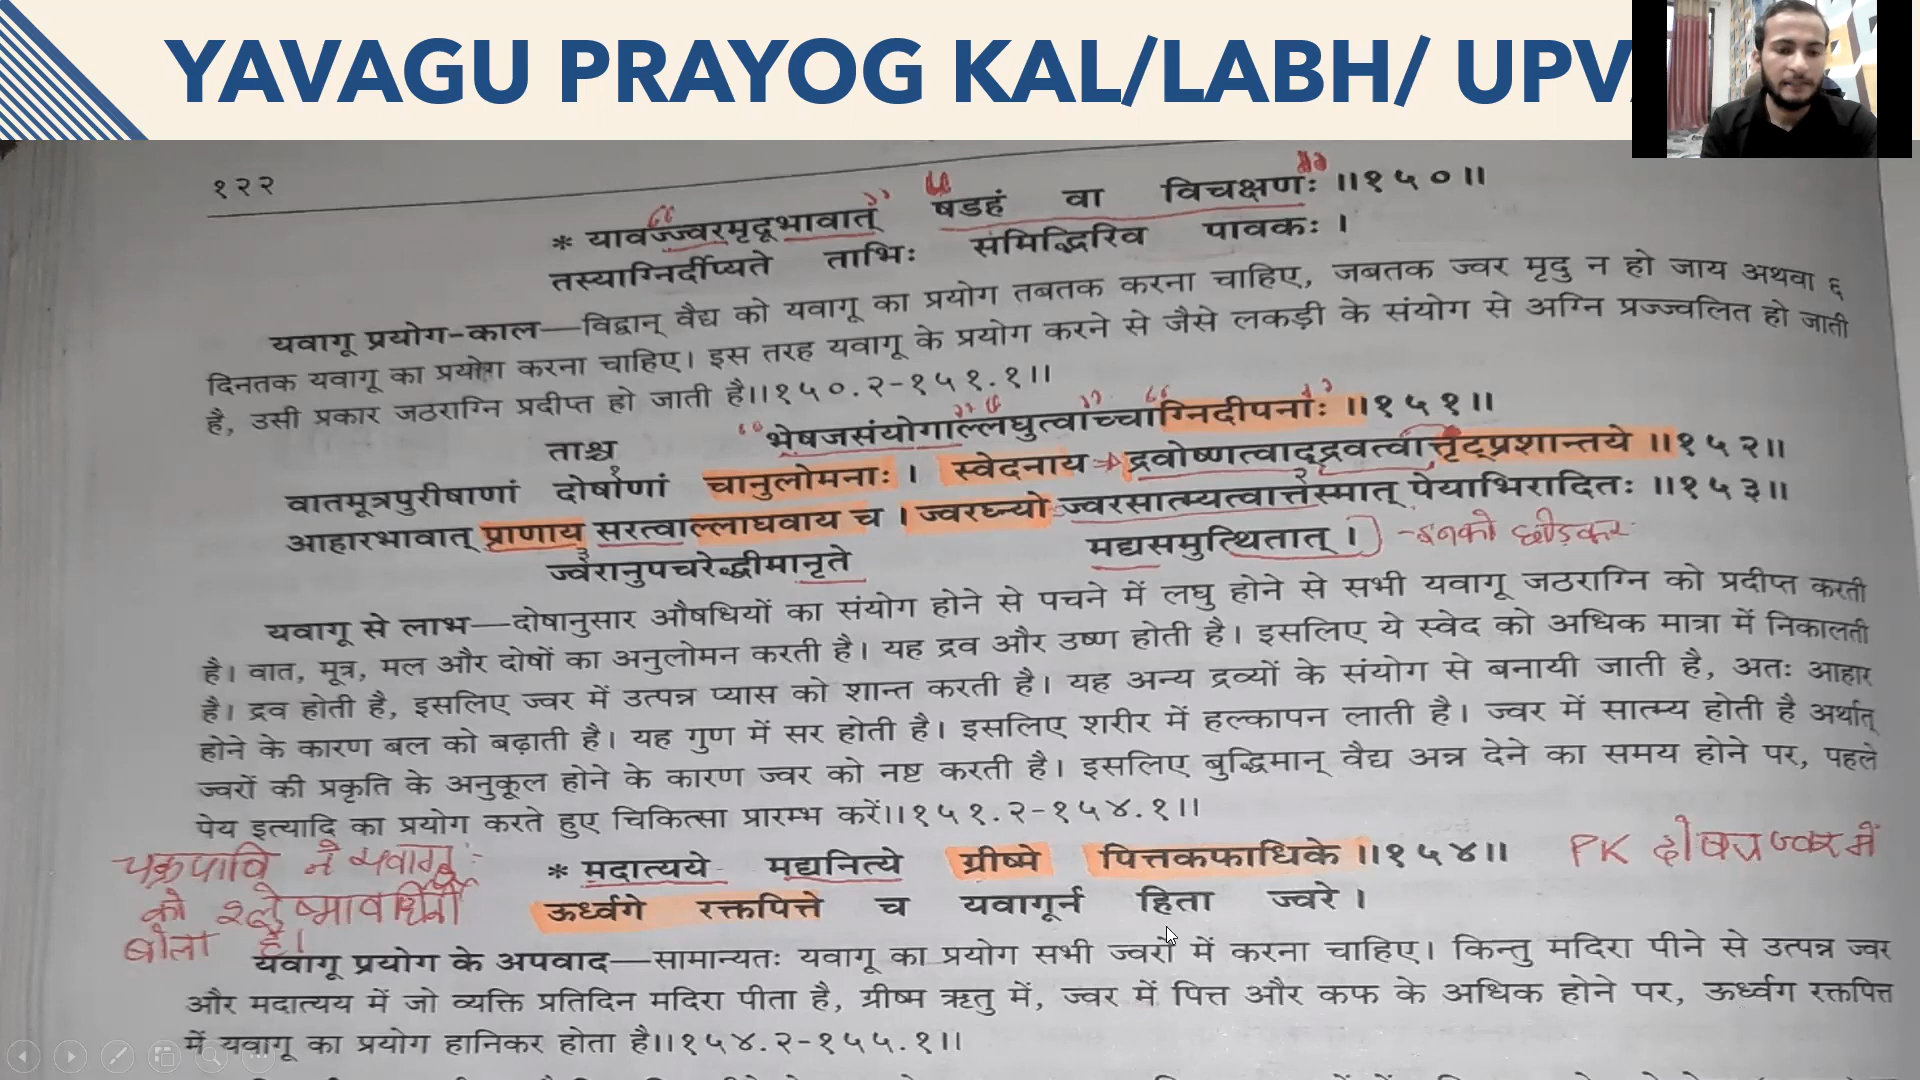 YAVAGU PRAYOG KAL/LABH/ UPV
१२२
षडहं वा विचक्षणः ॥१५०॥
* यावज्ज्वरमृदूभावात्
तस्याग्निर्दीप्यते ताभिः समिद्भिरिव पावकः ।
यवागू प्रयोग-काल—विद्वान् वैद्य को यवागू का प्रयोग तबतक करना चाहिए, जबतक ज्वर मृदु न हो जाय अथवा ६
दिनतक यवागू का प्रयोग करना चाहिए। इस तरह यवागू के प्रयोग करने से जैसे लकड़ी के संयोग से अग्नि प्रज्ज्वलित हो जाती
है, उसी प्रकार जठराग्नि प्रदीप्त हो जाती है॥१५०.२-१५१.१॥
ताश्च भेषजसंयोगाल्लघुत्वाच्चाग्निदीपनाः ॥१५१॥
वातमूत्रपुरीषाणां दोषाणां चानुलोमनाः । स्वेदनाय द्रवोष्णत्वाद्द्रवत्वात्तृट्प्रशान्तये ॥१५२॥
आहारभावात् प्राणाय सरत्वाल्लाघवाय च । ज्वरघ्न्यो ज्वरसात्म्यत्वात्तस्मात् पेयाभिरादितः ॥१५३॥
ज्वरानुपचरेद्धीमानृते मद्यसमुत्थितात् । - इनको छोड़कर
यवागू से लाभ—दोषानुसार औषधियों का संयोग होने से पचने में लघु होने से सभी यवागू जठराग्नि को प्रदीप्त करती
है। वात, मूत्र, मल और दोषों का अनुलोमन करती है। यह द्रव और उष्ण होती है। इसलिए ये स्वेद को अधिक मात्रा में निकालती
है। द्रव होती है, इसलिए ज्वर में उत्पन्न प्यास को शान्त करती है। यह अन्य द्रव्यों के संयोग से बनायी जाती है, अतः आहार
होने के कारण बल को बढ़ाती है। यह गुण में सर होती है। इसलिए शरीर में हल्कापन लाती है। ज्वर में सात्म्य होती है अर्थात्
ज्वरों की प्रकृति के अनुकूल होने के कारण ज्वर को नष्ट करती है। इसलिए बुद्धिमान् वैद्य अन्न देने का समय होने पर, पहले
पेय इत्यादि का प्रयोग करते हुए चिकित्सा प्रारम्भ करें॥१५१.२-१५४.१॥
* मदात्यये मद्यनित्ये ग्रीष्मे पित्तकफाधिके ॥१५४॥ PK दोषज ज्वर में
चक्रपाणि ने यवागू
को श्लेष्मावर्धिनी
बोला है।
ऊर्ध्वगे रक्तपित्ते च यवागूर्न हिता ज्वरे ।
यवागू प्रयोग के अपवाद—सामान्यतः यवागू का प्रयोग सभी ज्वरों में करना चाहिए। किन्तु मदिरा पीने से उत्पन्न ज्वर
और मदात्यय में जो व्यक्ति प्रतिदिन मदिरा पीता है, ग्रीष्म ऋतु में, ज्वर में पित्त और कफ के अधिक होने पर, ऊर्ध्वग रक्तपित्त
में यवागू का प्रयोग हानिकर होता है॥१५४.२-१५५.१॥